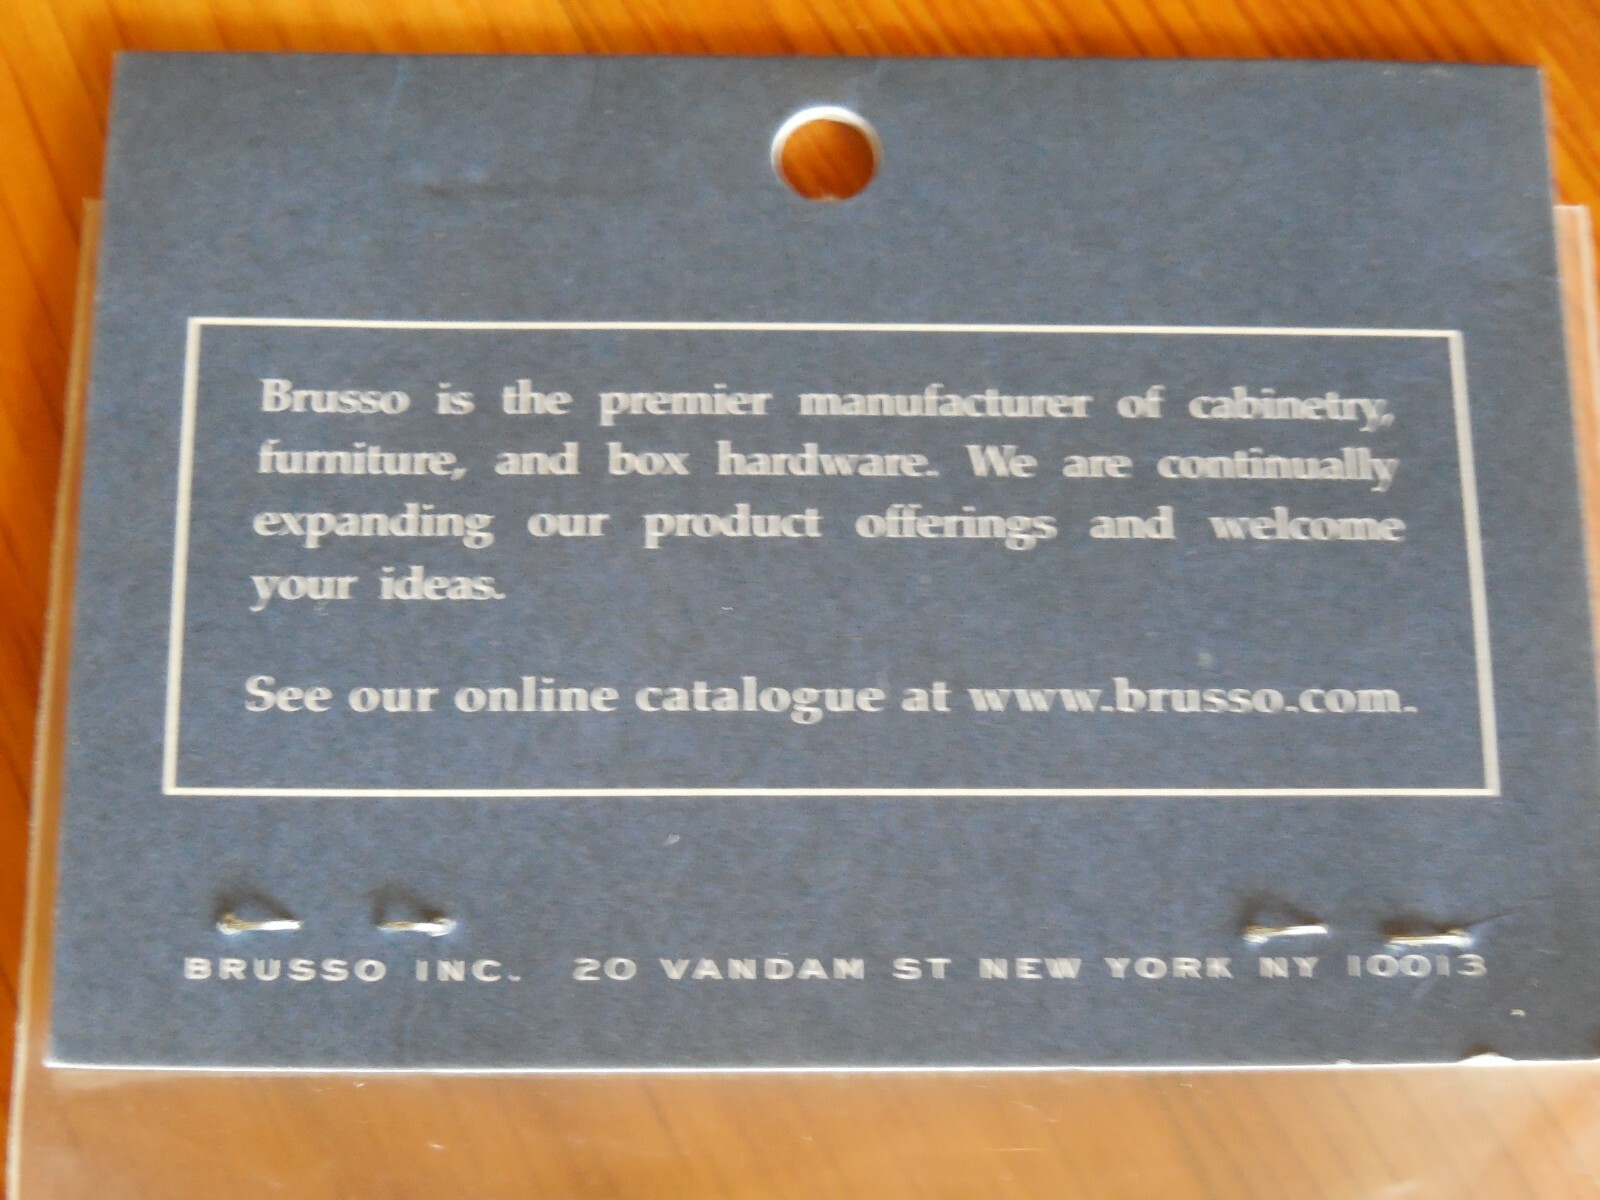 Brusso is the premier manufacturer of cabinetry,
furniture, and box hardware. We are continually
expanding our product offerings and welcome
your ideas.
See our online catalogue at www.brusso.com.
BRUSSO INC. 20 VANDAM ST NEW YORK NY 10013